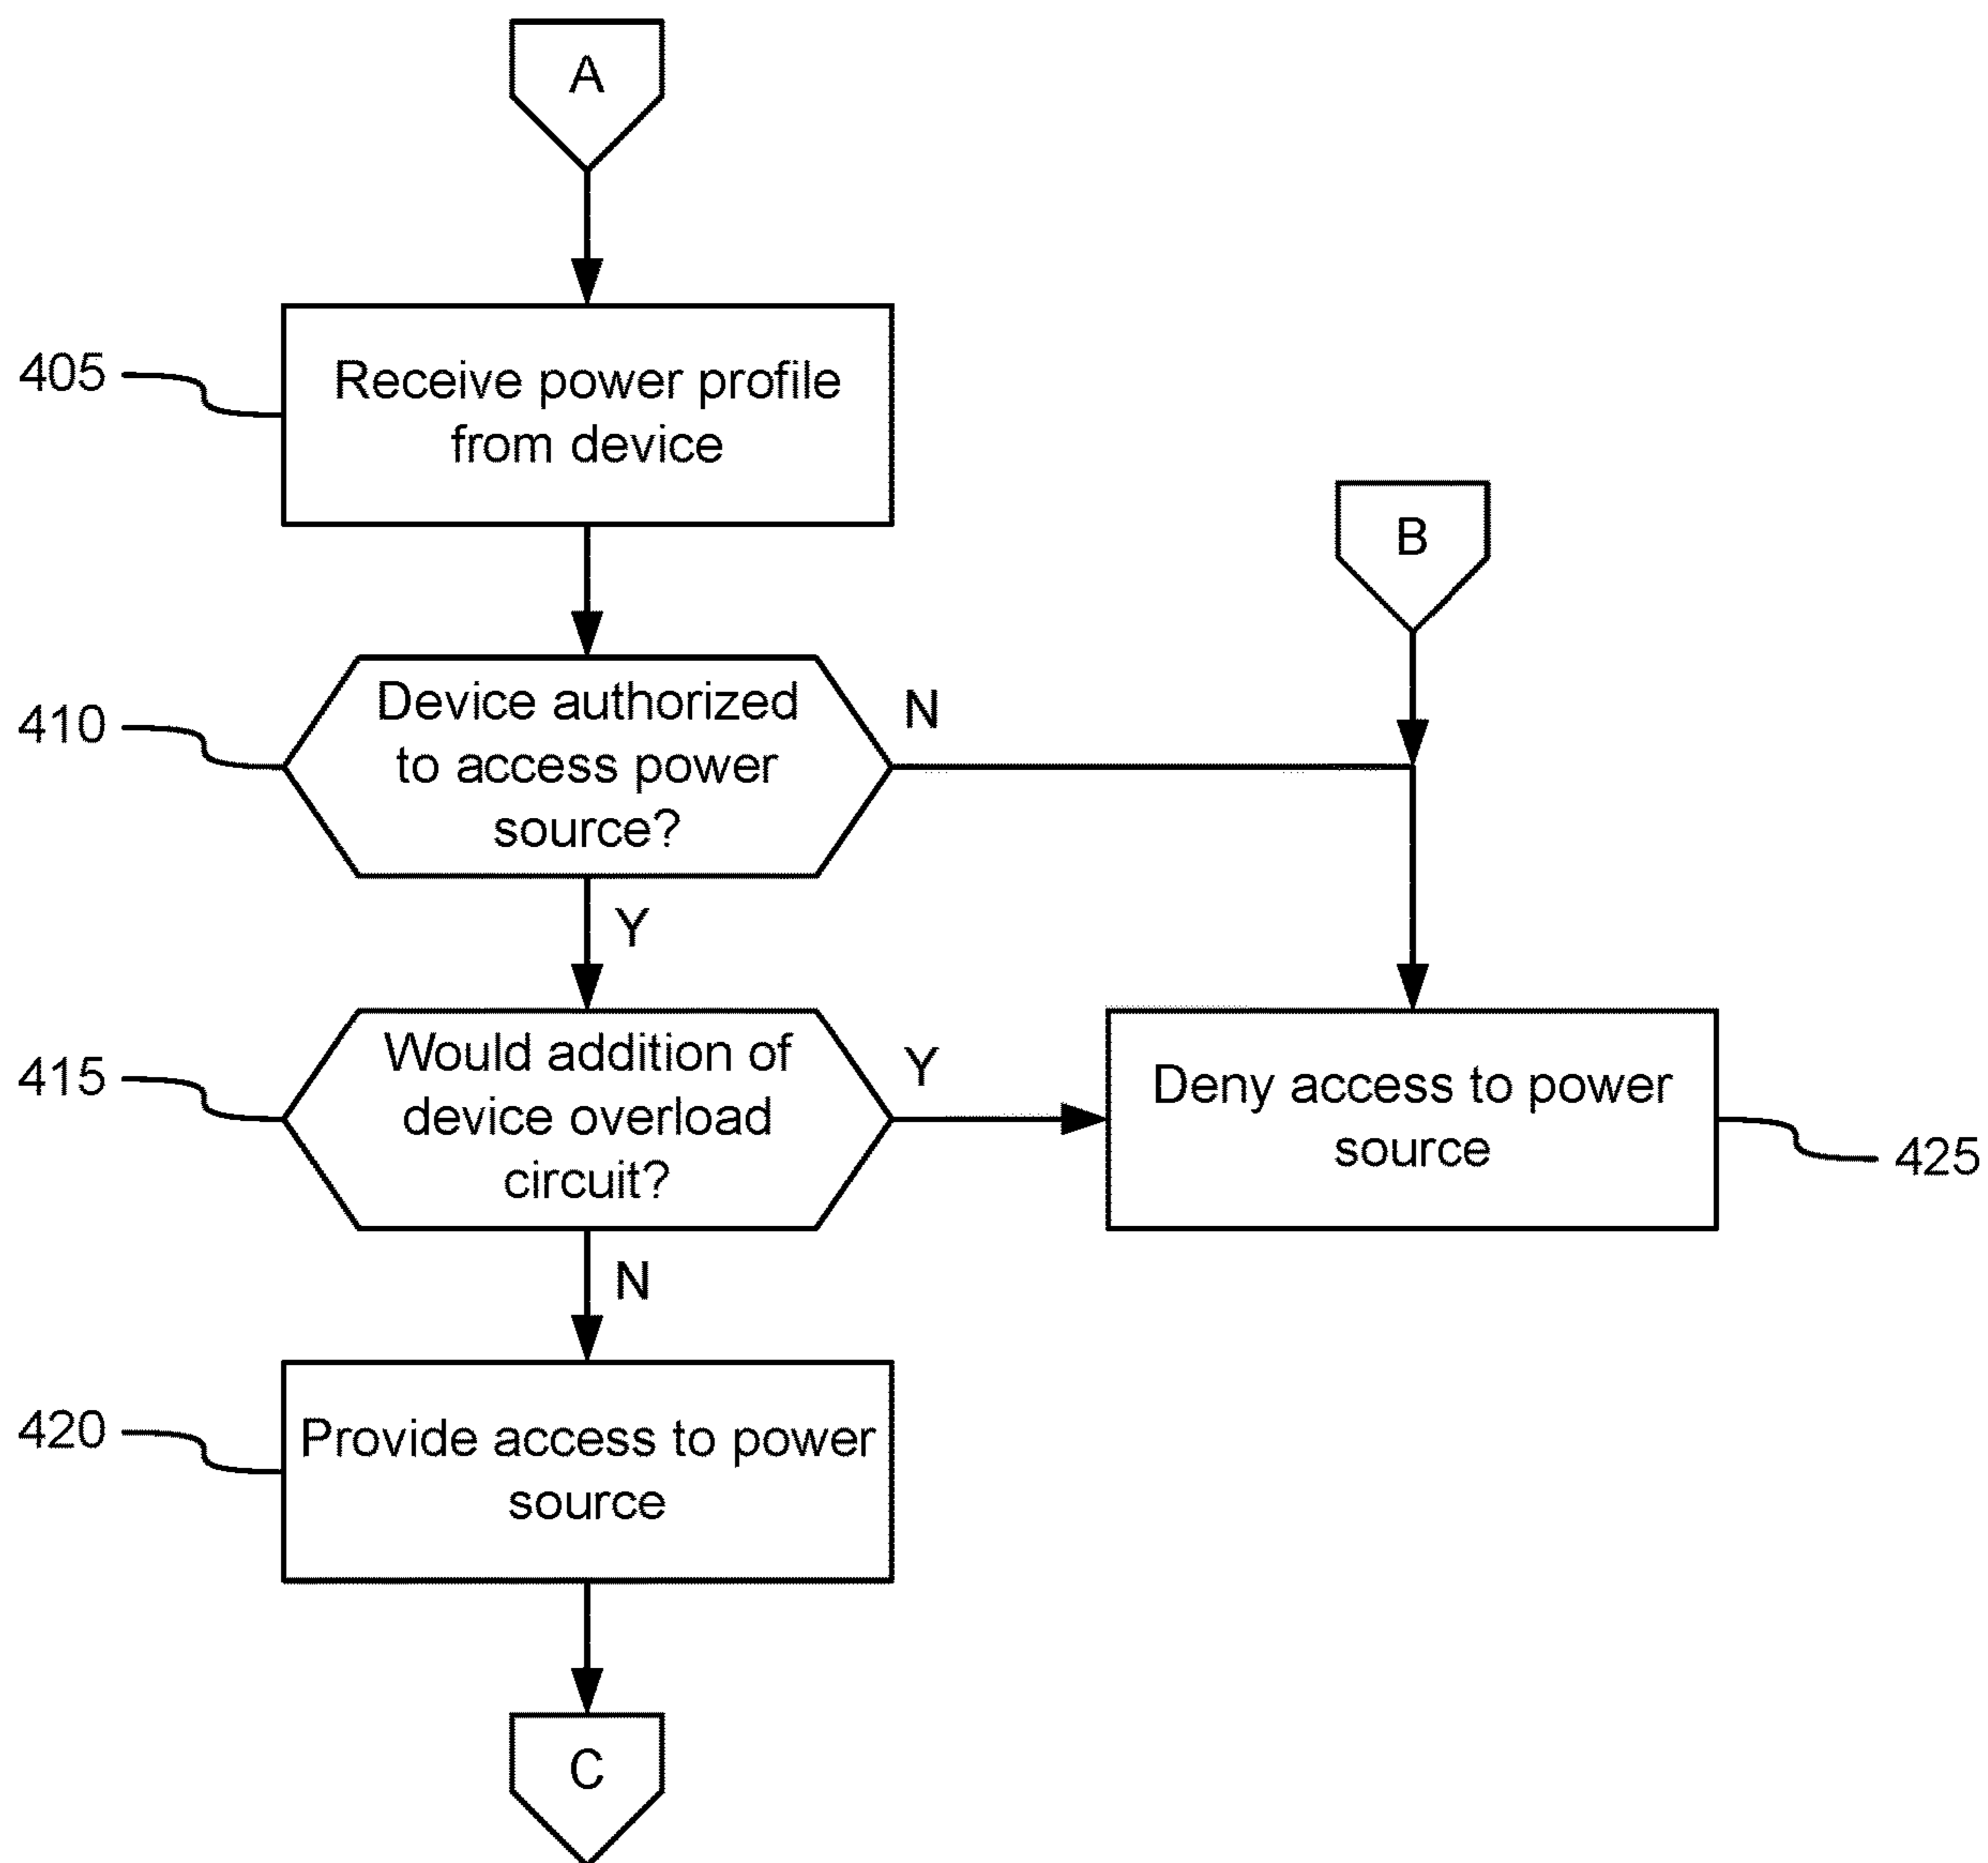 A
405
Receive power profile
from device
B
410
Device authorized
to access power
source?
N
Y
415
Would addition of
device overload
circuit?
Y
Deny access to power
source
425
N
420
Provide access to power
source
C